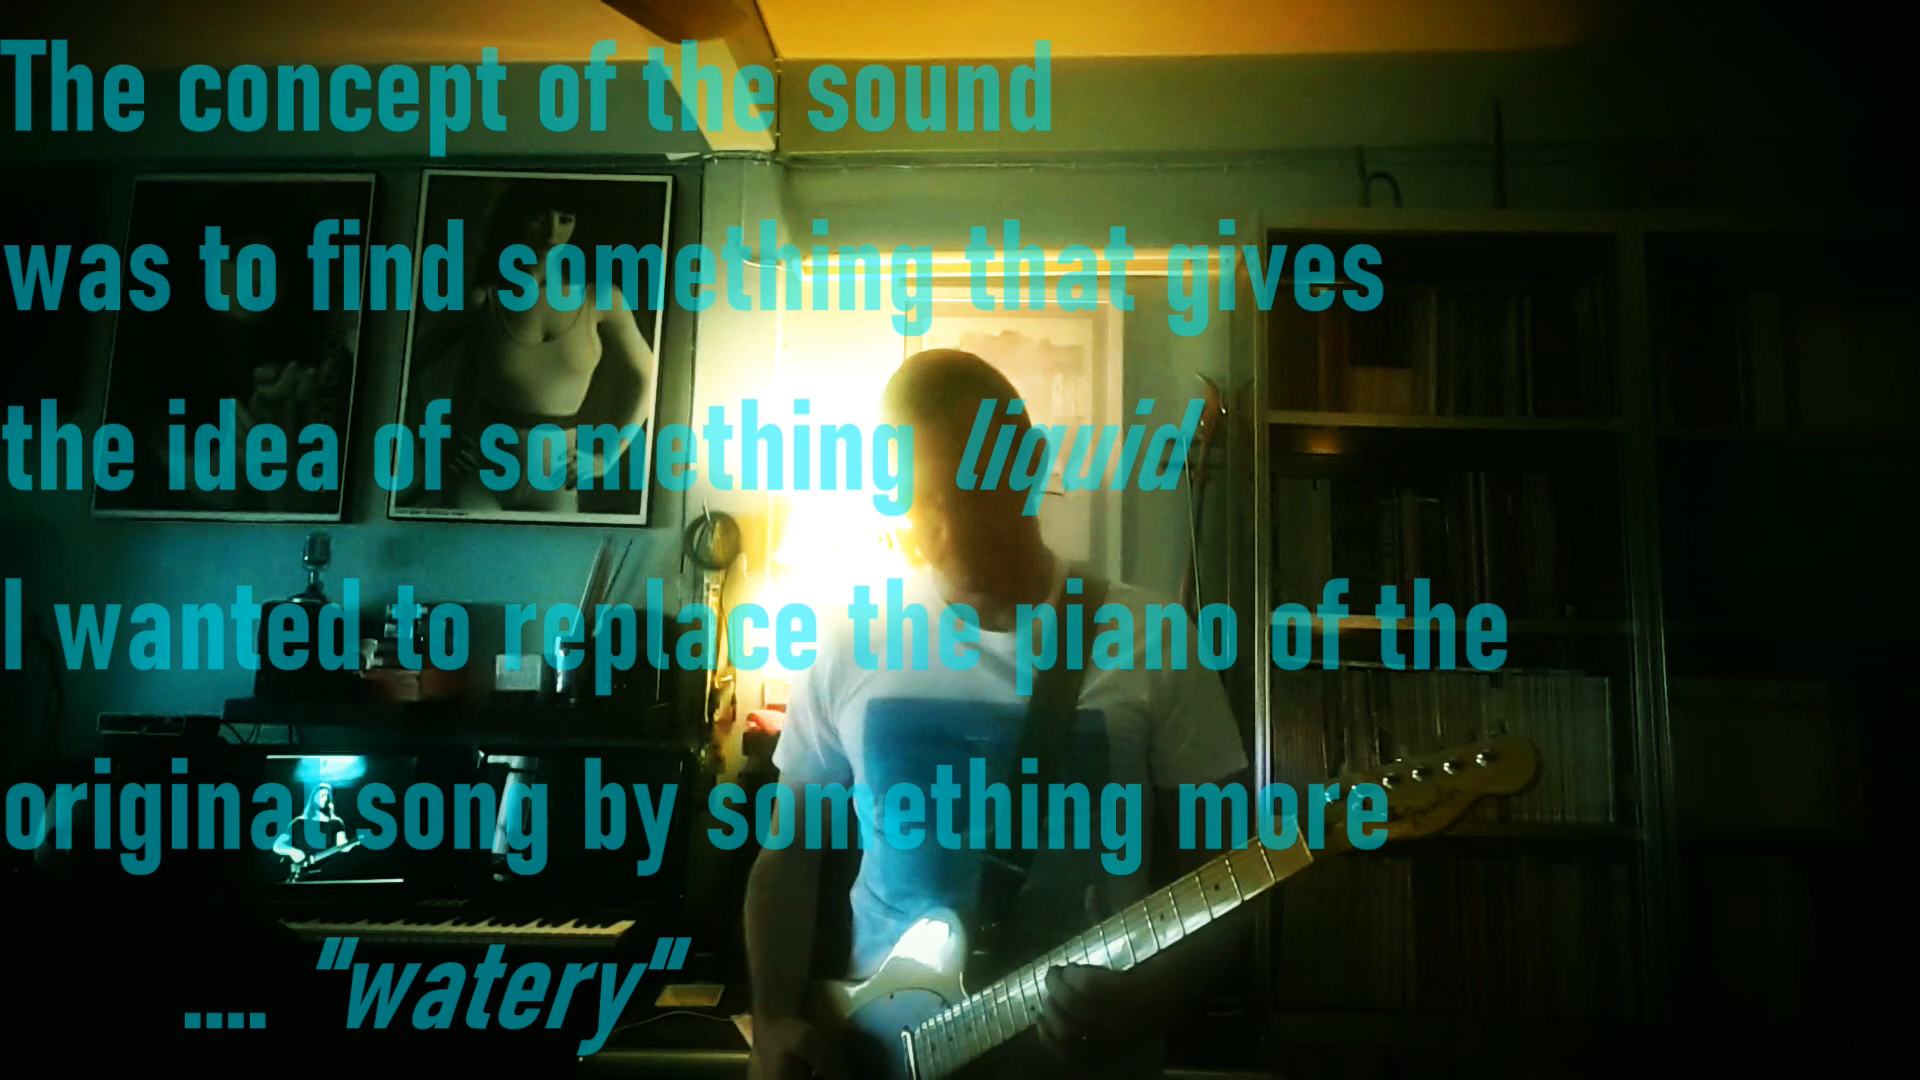 The concept of the sound
was to find something that gives
the idea of something liquid
I wanted to replace the piano of the
original song by something more
.... "watery"